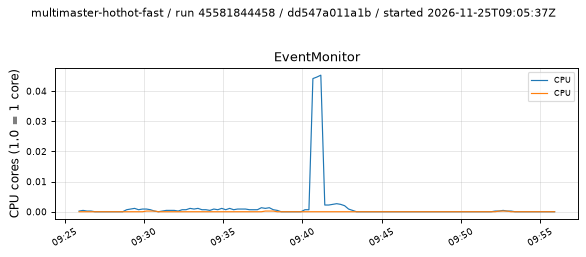 multimaster-hothot-fast / run 45581844458 / dd547a011a1b / started 2026-11-25T09:05:37Z
EventMonitor
CPU cores (1.0 = 1 core)
0.04
0.03
0.02
0.01
0.00
CPU
CPU
09:25
09:30
09:35
09:40
09:45
09:50
09:55